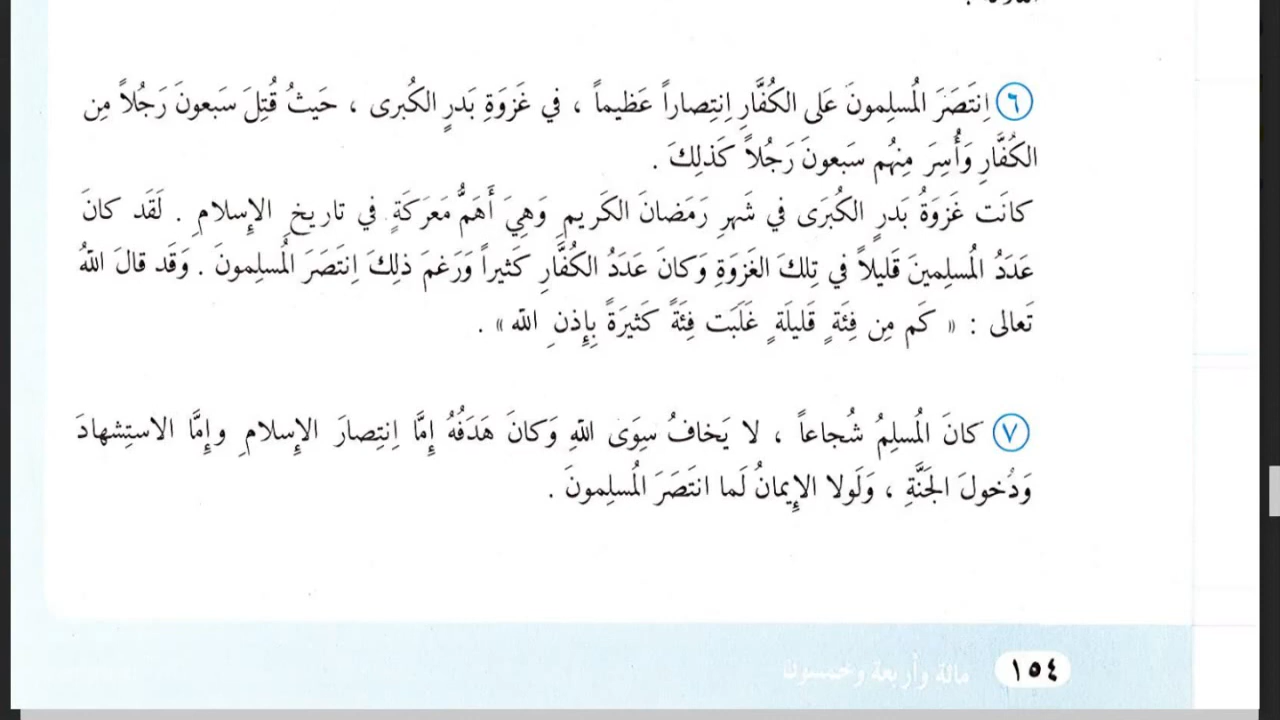 ٦ اِنتَصَرَ المُسلِمونَ عَلى الكُفَّارِ اِنتِصاراً عَظيماً ، في غَزوَةِ بَدرٍ الكُبرى ، حَيثُ قُتِلَ سَبعونَ رَجُلاً مِن
الكُفَّارِ وَأُسِرَ مِنهُم سَبعونَ رَجُلاً كَذلِكَ .
كانَت غَزوَةُ بَدرٍ الكُبرَى في شَهرِ رَمَضانَ الكَريمِ وَهِيَ أَهَمُّ مَعرَكَةٍ في تاريخِ الإِسلامِ . لَقَد كانَ
عَدَدُ المُسلِمينَ قَليلاً في تِلكَ الغَزوَةِ وَكانَ عَدَدُ الكُفَّارِ كَثيراً وَرَغمَ ذلِكَ اِنتَصَرَ المُسلِمونَ . وَقَد قالَ اللهُ
تَعالى : « كَم مِن فِئَةٍ قَليلَةٍ غَلَبَت فِئَةً كَثيرَةً بِإِذنِ الله » .
٧ كانَ المُسلِمُ شُجاعاً ، لا يَخافُ سِوَى اللهِ وَكانَ هَدَفُهُ إِمَّا اِنتِصارَ الإِسلامِ وإِمَّا الاستِشهادَ
وَدُخولَ الجَنَّةِ ، وَلَولا الإِيمانُ لَما انتَصَرَ المُسلِمونَ .
١٥٤ مائة وأربعة وخمسون